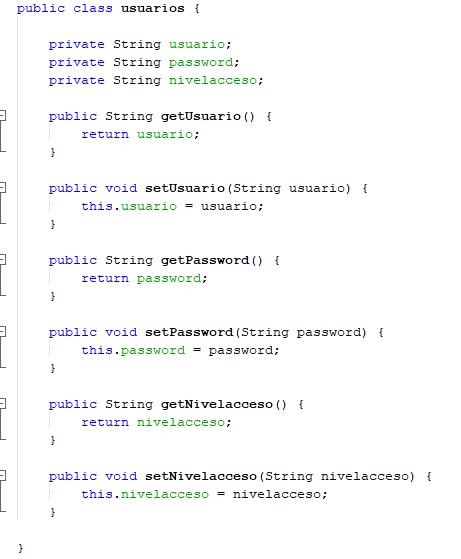 public class usuarios {
private String usuario;
private String password;
private String nivelacceso;
public String getUsuario() {
return usuario;
}
public void setUsuario(String usuario) {
this.usuario = usuario;
}
public String getPassword() {
return password;
}
public void setPassword(String password) {
this.password = password;
}
public String getNivelacceso() {
return nivelacceso;
}
public void setNivelacceso(String nivelacceso) {
this.nivelacceso = nivelacceso;
}
}